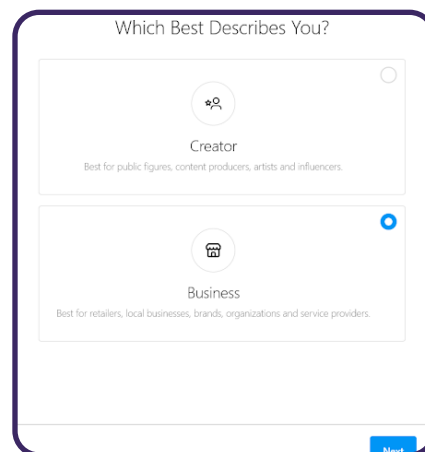 Which Best Describes You?
Creator
Best for public figures, content producers, artists and influencers.
Business
Best for retailers, local businesses, brands, organizations and service providers.
Next